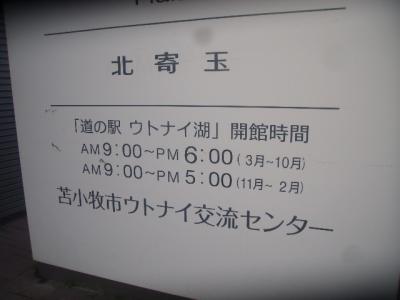 北寄玉
「道の駅 ウトナイ湖」開館時間
AM9:00~PM6:00(3月~10月)
AM9:00~PM5:00(11月~2月)
苫小牧市ウトナイ交流センター